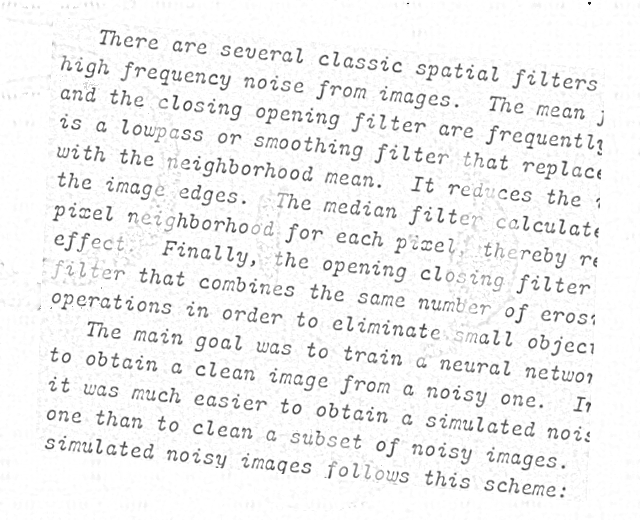 There are several classic spatial filters
high frequency noise from images. The mean
and the closing opening filter are frequently
is a lowpass or smoothing filter that replace
with the neighborhood mean. It reduces the
the image edges. The median filter calculate
pixel neighborhood for each pixel, thereby re
effect. Finally, the opening closing filter
filter that combines the same number of eros
operations in order to eliminate small objec
The main goal was to train a neural networ
to obtain a clean image from a noisy one. I
it was much easier to obtain a simulated nois
one than to clean a subset of noisy images.
simulated noisy images follows this scheme: